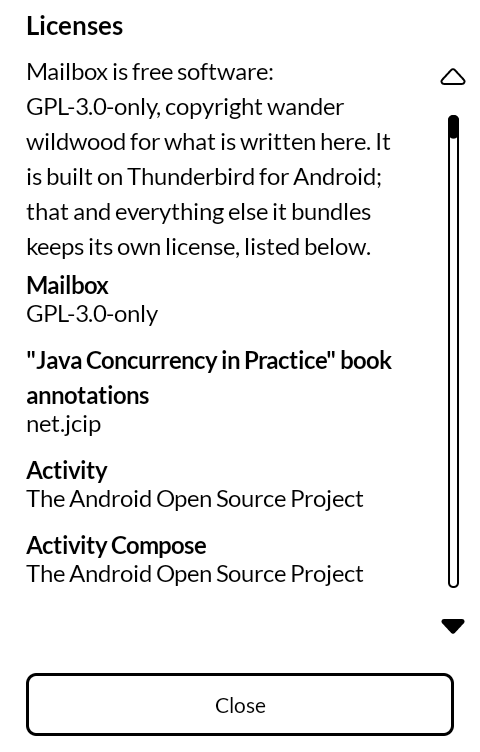 Licenses
Mailbox is free software:
GPL-3.0-only, copyright wander
wildwood for what is written here. It
is built on Thunderbird for Android;
that and everything else it bundles
keeps its own license, listed below.
Mailbox
GPL-3.0-only
"Java Concurrency in Practice" book
annotations
net.jcip
Activity
The Android Open Source Project
Activity Compose
The Android Open Source Project
Close